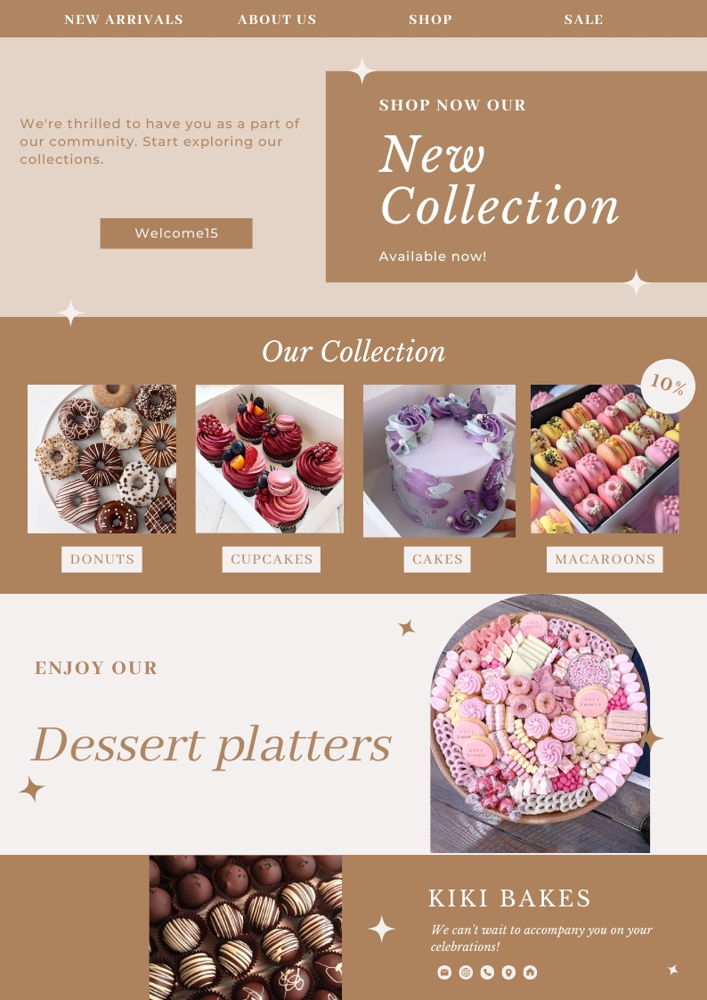 NEW ARRIVALS ABOUT US SHOP SALE
We're thrilled to have you as a part of
our community. Start exploring our
collections.
Welcome15
SHOP NOW OUR
New
Collection
Available now!
Our Collection
10%
DONUTS CUPCAKES CAKES MACAROONS
ENJOY OUR
Dessert platters
KIKI BAKES
We can't wait to accompany you on your
celebrations!